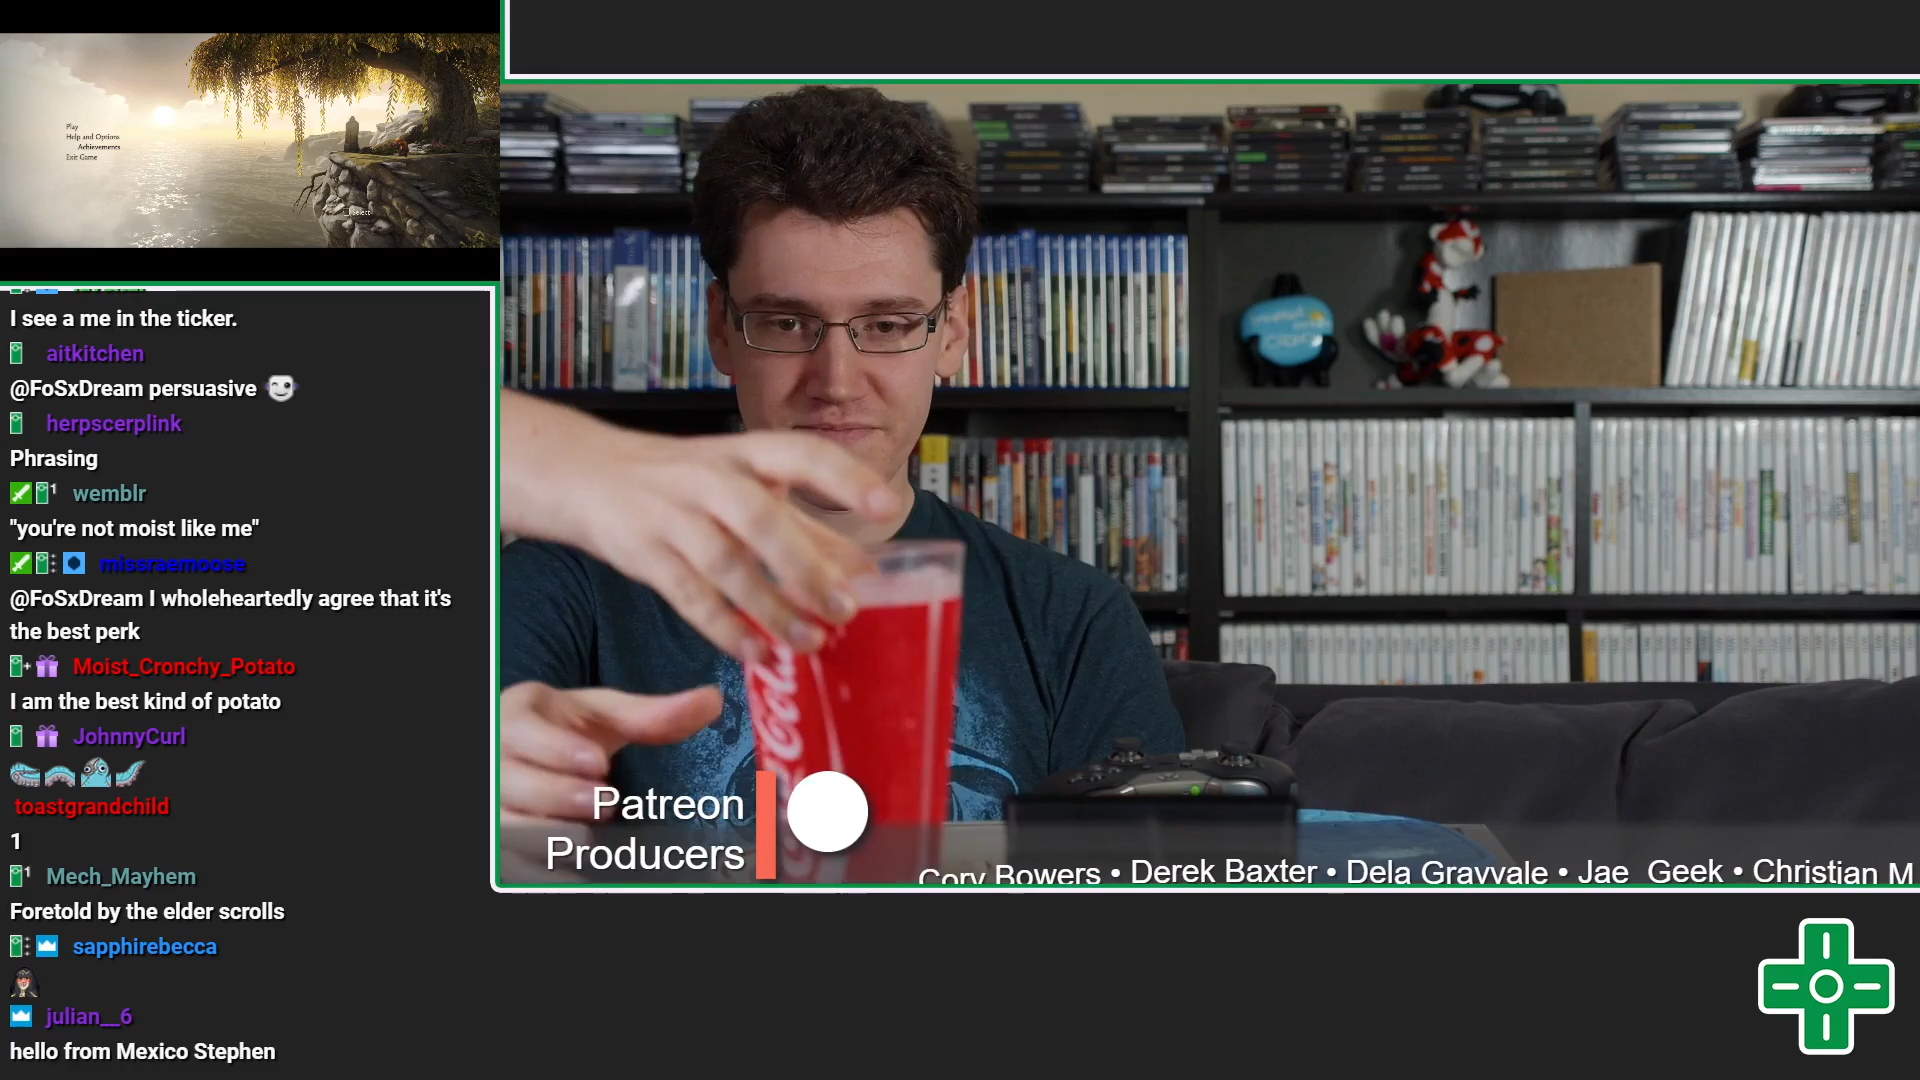 Play
Help and Options
Achievements
Exit Game
Select
I see a me in the ticker.
aitkitchen
@FoSxDream persuasive
herpscerplink
Phrasing
1 wemblr
"you're not moist like me"
missraemoose
@FoSxDream I wholeheartedly agree that it's
the best perk
Moist_Cronchy_Potato
I am the best kind of potato
JohnnyCurl
toastgrandchild
1
1 Mech_Mayhem
Foretold by the elder scrolls
sapphirebecca
julian__6
hello from Mexico Stephen
Patreon
Producers
Cory Bowers • Derek Baxter • Dela Grayvale • Jae Geek • Christian M